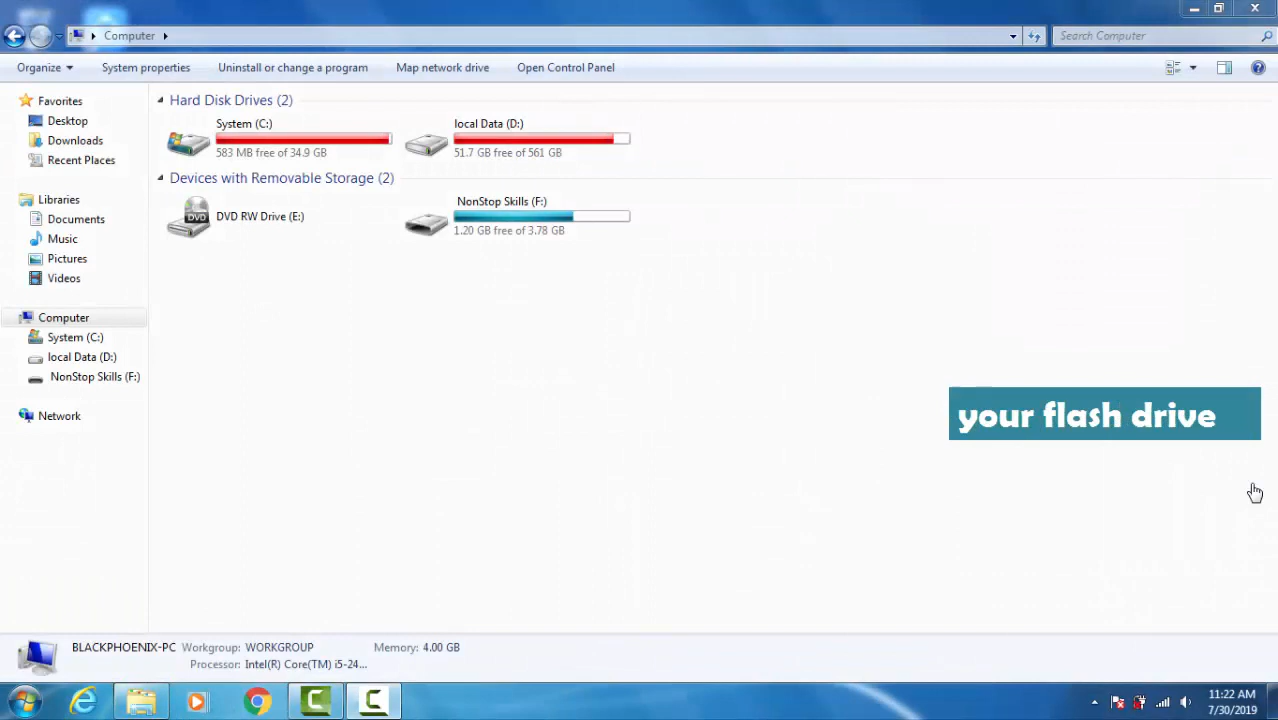 Computer
Search Computer
Organize
System properties
Uninstall or change a program
Map network drive
Open Control Panel
Favorites
Desktop
Downloads
Recent Places
Libraries
Documents
Music
Pictures
Videos
Computer
System (C:)
local Data (D:)
NonStop Skills (F:)
Network
Hard Disk Drives (2)
System (C:)
583 MB free of 34.9 GB
local Data (D:)
51.7 GB free of 561 GB
Devices with Removable Storage (2)
DVD
DVD RW Drive (E:)
NonStop Skills (F:)
1.20 GB free of 3.78 GB
your flash drive
BLACKPHOENIX-PC Workgroup: WORKGROUP Memory: 4.00 GB
Processor: Intel(R) Core(TM) i5-24...
11:22 AM
7/30/2019